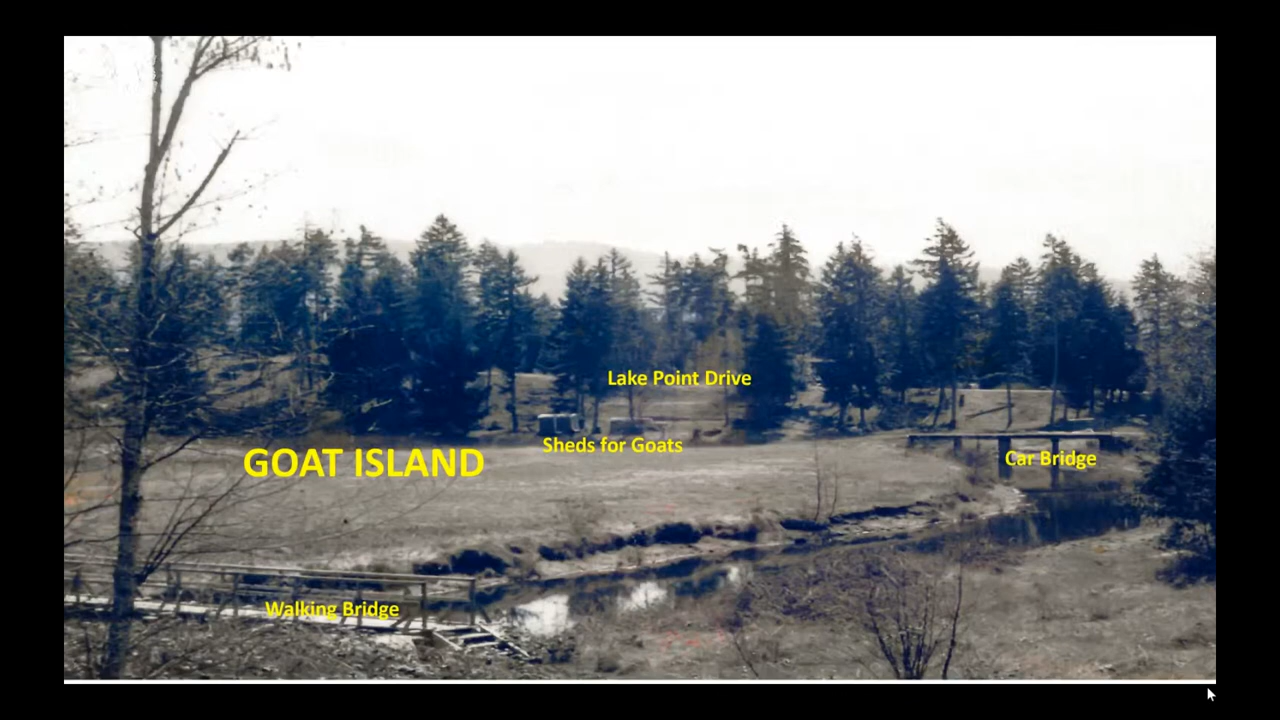 Lake Point Drive
Sheds for Goats
GOAT ISLAND
Car Bridge
Walking Bridge